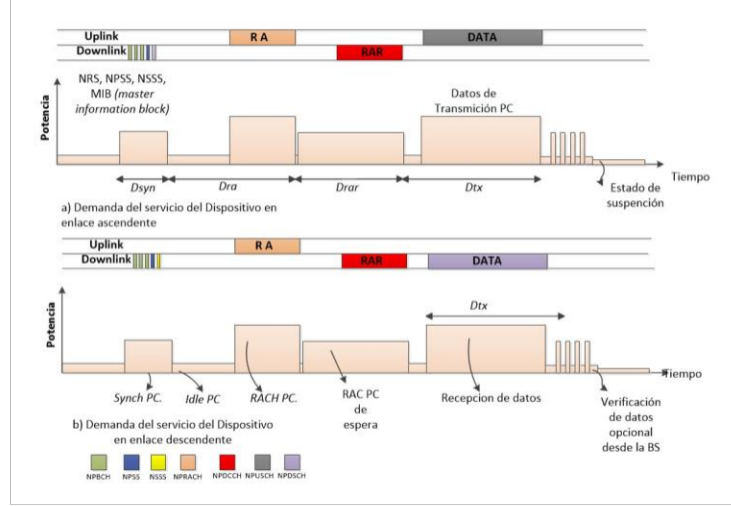 Uplink
R A
DATA
Downlink
RAR
NRS, NPSS, NSSS,
MIB (master
information block)
Datos de
Transmición PC
Potencia
Tiempo
Dsyn
Dra
Drar
Dtx
Estado de
suspención
a) Demanda del servicio del Dispositivo en
enlace ascendente
Uplink
R A
Downlink
RAR
DATA
Dtx
Potencia
Tiempo
Synch PC.
Idle PC
RACH PC.
RAC PC
de
espera
Recepcion de datos
Verificación
de datos
opcional
desde la BS
b) Demanda del servicio del Dispositivo
en enlace descendente
NPBCH
NPSS
NSSS
NPRACH
NPDCCH
NPUSCH
NPDSCH